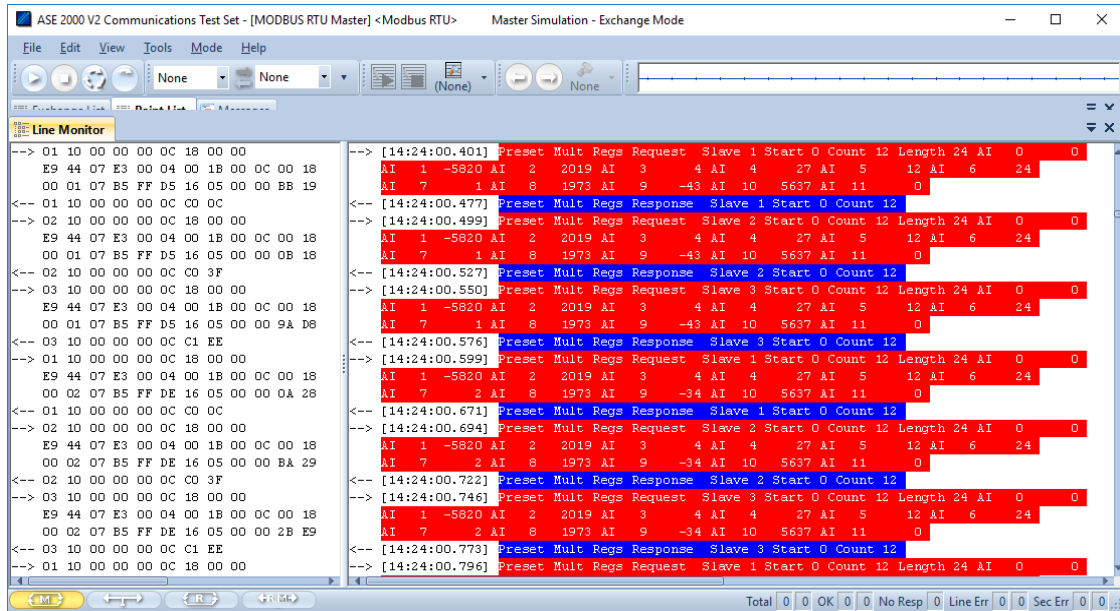 ASE 2000 V2 Communications Test Set - [MODBUS RTU Master] <Modbus RTU> Master Simulation - Exchange Mode
File Edit View Tools Mode Help
None None (None) None
Exchange List Point List Messages
Line Monitor
--> 01 10 00 00 00 0C 18 00 00
E9 44 07 E3 00 04 00 1B 00 0C 00 18
00 01 07 B5 FF D5 16 05 00 00 BB 19
<-- 01 10 00 00 00 0C C0 0C
--> 02 10 00 00 00 0C 18 00 00
E9 44 07 E3 00 04 00 1B 00 0C 00 18
00 01 07 B5 FF D5 16 05 00 00 0B 18
<-- 02 10 00 00 00 0C C0 3F
--> 03 10 00 00 00 0C 18 00 00
E9 44 07 E3 00 04 00 1B 00 0C 00 18
00 01 07 B5 FF D5 16 05 00 00 9A D8
<-- 03 10 00 00 00 0C C1 EE
--> 01 10 00 00 00 0C 18 00 00
E9 44 07 E3 00 04 00 1B 00 0C 00 18
00 02 07 B5 FF DE 16 05 00 00 0A 28
<-- 01 10 00 00 00 0C C0 0C
--> 02 10 00 00 00 0C 18 00 00
E9 44 07 E3 00 04 00 1B 00 0C 00 18
00 02 07 B5 FF DE 16 05 00 00 BA 29
<-- 02 10 00 00 00 0C C0 3F
--> 03 10 00 00 00 0C 18 00 00
E9 44 07 E3 00 04 00 1B 00 0C 00 18
00 02 07 B5 FF DE 16 05 00 00 2B E9
<-- 03 10 00 00 00 0C C1 EE
--> 01 10 00 00 00 0C 18 00 00
--> [14:24:00.401] Preset Mult Regs Request Slave 1 Start 0 Count 12 Length 24 AI 0 0
AI 1 -5820 AI 2 2019 AI 3 4 AI 4 27 AI 5 12 AI 6 24
AI 7 1 AI 8 1973 AI 9 -43 AI 10 5637 AI 11 0
<-- [14:24:00.477] Preset Mult Regs Response Slave 1 Start 0 Count 12
--> [14:24:00.499] Preset Mult Regs Request Slave 2 Start 0 Count 12 Length 24 AI 0 0
AI 1 -5820 AI 2 2019 AI 3 4 AI 4 27 AI 5 12 AI 6 24
AI 7 1 AI 8 1973 AI 9 -43 AI 10 5637 AI 11 0
<-- [14:24:00.527] Preset Mult Regs Response Slave 2 Start 0 Count 12
--> [14:24:00.550] Preset Mult Regs Request Slave 3 Start 0 Count 12 Length 24 AI 0 0
AI 1 -5820 AI 2 2019 AI 3 4 AI 4 27 AI 5 12 AI 6 24
AI 7 1 AI 8 1973 AI 9 -43 AI 10 5637 AI 11 0
<-- [14:24:00.576] Preset Mult Regs Response Slave 3 Start 0 Count 12
--> [14:24:00.599] Preset Mult Regs Request Slave 1 Start 0 Count 12 Length 24 AI 0 0
AI 1 -5820 AI 2 2019 AI 3 4 AI 4 27 AI 5 12 AI 6 24
AI 7 2 AI 8 1973 AI 9 -34 AI 10 5637 AI 11 0
<-- [14:24:00.671] Preset Mult Regs Response Slave 1 Start 0 Count 12
--> [14:24:00.694] Preset Mult Regs Request Slave 2 Start 0 Count 12 Length 24 AI 0 0
AI 1 -5820 AI 2 2019 AI 3 4 AI 4 27 AI 5 12 AI 6 24
AI 7 2 AI 8 1973 AI 9 -34 AI 10 5637 AI 11 0
<-- [14:24:00.722] Preset Mult Regs Response Slave 2 Start 0 Count 12
--> [14:24:00.746] Preset Mult Regs Request Slave 3 Start 0 Count 12 Length 24 AI 0 0
AI 1 -5820 AI 2 2019 AI 3 4 AI 4 27 AI 5 12 AI 6 24
AI 7 2 AI 8 1973 AI 9 -34 AI 10 5637 AI 11 0
<-- [14:24:00.773] Preset Mult Regs Response Slave 3 Start 0 Count 12
--> [14:24:00.796] Preset Mult Regs Request Slave 1 Start 0 Count 12 Length 24 AI 0 0
M R R M Total 0 0 OK 0 0 No Resp 0 Line Err 0 0 Sec Err 0 0